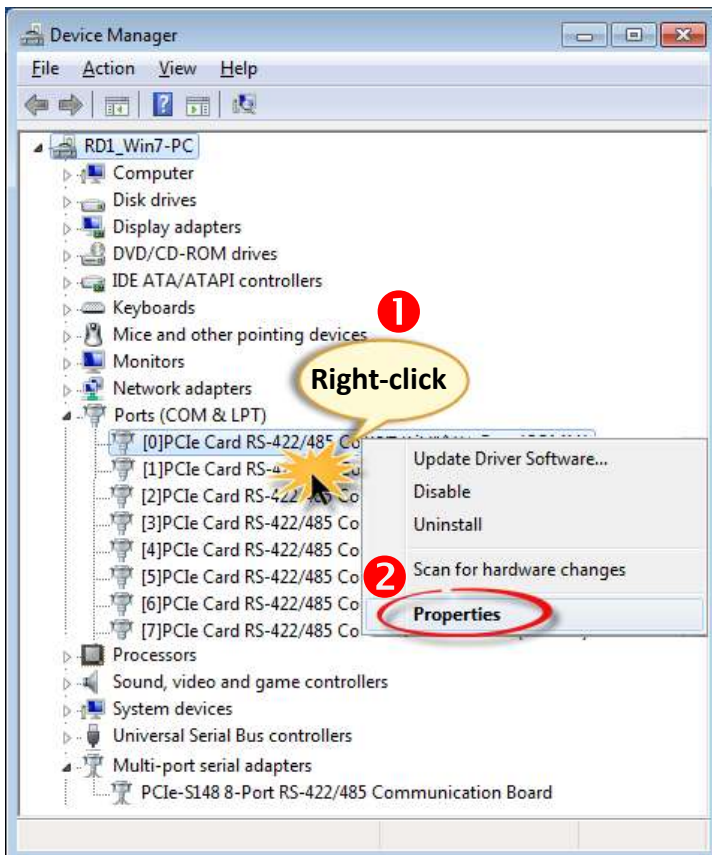 Device Manager
File Action View Help
RD1_Win7-PC
Computer
Disk drives
Display adapters
DVD/CD-ROM drives
IDE ATA/ATAPI controllers
Keyboards
1
Mice and other pointing devices
Monitors
Right-click
Network adapters
Ports (COM & LPT)
[0]PCIe Card RS-422/485
[1]PCIe Card
[2]PCIe Card RS-422/485 Co
[3]PCIe Card RS-422/485 Co
[4]PCIe Card RS-422/485 Co
[5]PCIe Card RS-422/485 Co
[6]PCIe Card RS-422/485 Co
[7]PCIe Card RS-422/485 Co
Update Driver Software...
Disable
Uninstall
Scan for hardware changes
2
Properties
Processors
Sound, video and game controllers
System devices
Universal Serial Bus controllers
Multi-port serial adapters
PCIe-S148 8-Port RS-422/485 Communication Board